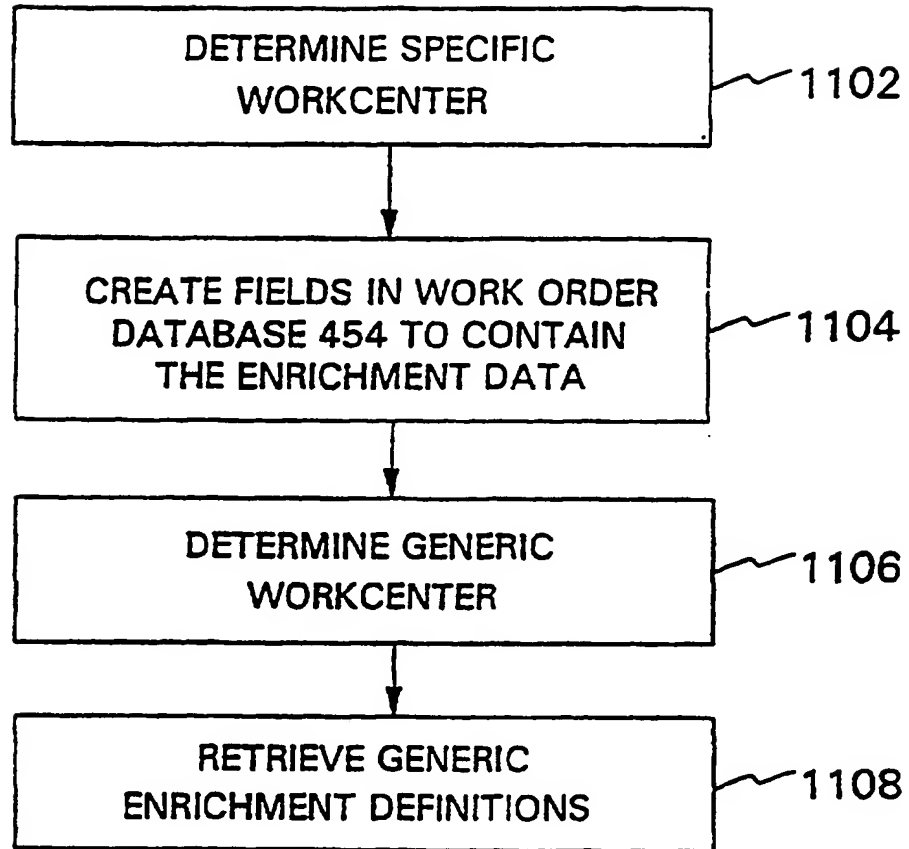 DETERMINE SPECIFIC
WORKCENTER
1102
CREATE FIELDS IN WORK ORDER
DATABASE 454 TO CONTAIN
THE ENRICHMENT DATA
1104
DETERMINE GENERIC
WORKCENTER
1106
RETRIEVE GENERIC
ENRICHMENT DEFINITIONS
1108